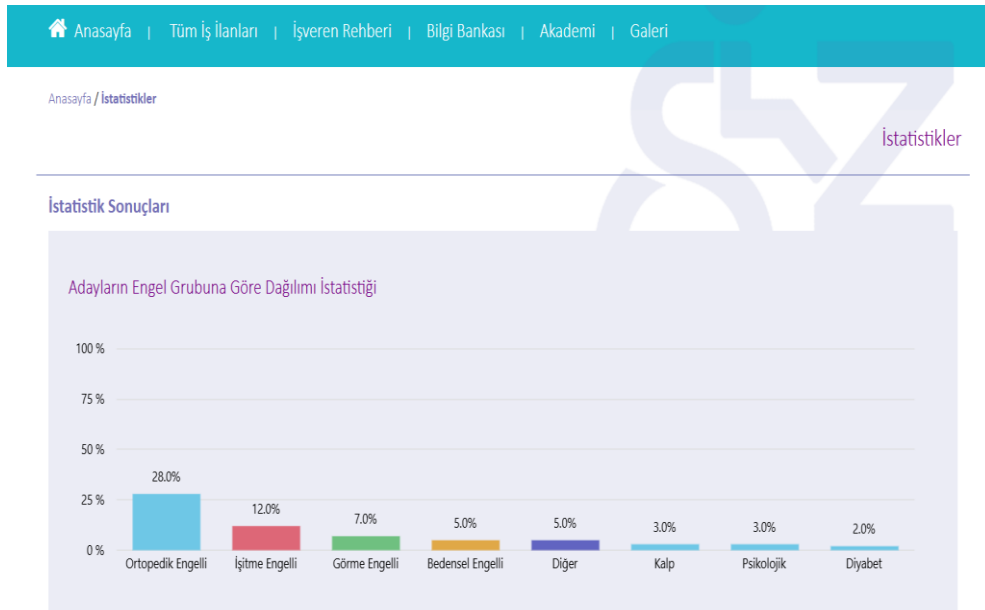 Anasayfa | Tüm İş İlanları | İşveren Rehberi | Bilgi Bankası | Akademi | Galeri
Anasayfa / İstatistikler
İstatistikler
İstatistik Sonuçları
Adayların Engel Grubuna Göre Dağılımı İstatistiği
100 %
75 %
50 %
25 %
0 %
28.0% 12.0% 7.0% 5.0% 5.0% 3.0% 3.0% 2.0%
Ortopedik Engelli İşitme Engelli Görme Engelli Bedensel Engelli Diğer Kalp Psikolojik Diyabet